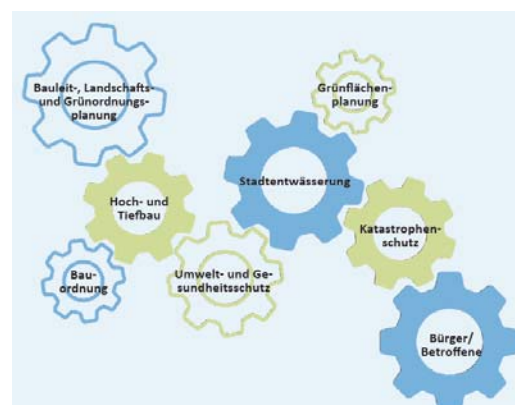 Bauleit-, Landschafts-
und Grünordnungs-
planung
Grünflächen-
planung
Stadtentwässerung
Hoch- und
Tiefbau
Katastrophen-
schutz
Bau-
ordnung
Umwelt- und Ge-
sundheitsschutz
Bürger/
Betroffene